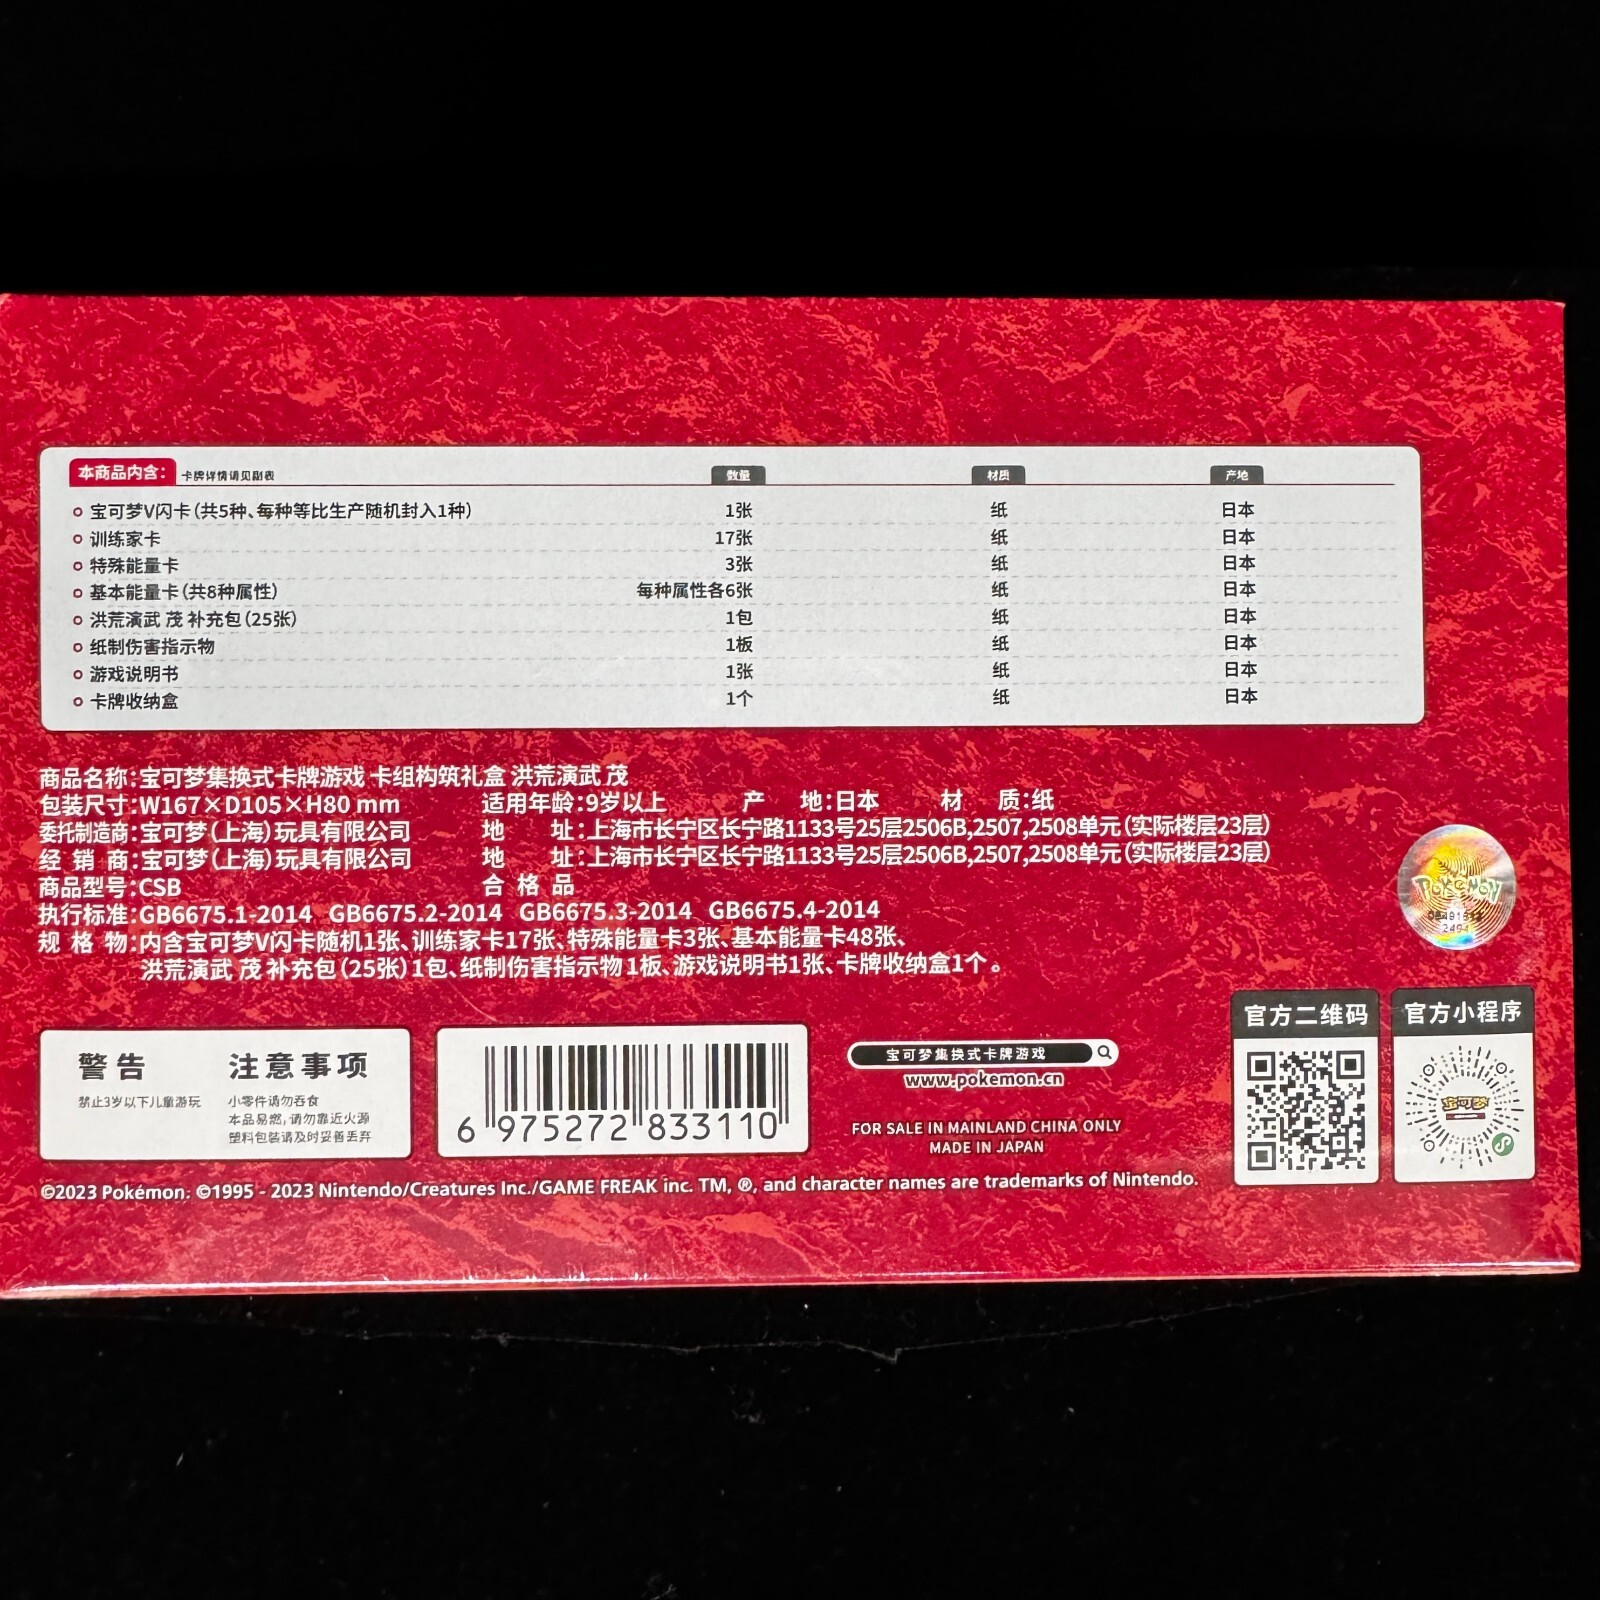 本商品内含: 卡牌详情请见副表 数量 材质 产地
宝可梦V闪卡(共5种、每种等比生产随机封入1种) 1张 纸 日本
训练家卡 17张 纸 日本
特殊能量卡 3张 纸 日本
基本能量卡(共8种属性) 每种属性各6张 纸 日本
洪荒演武 茂 补充包(25张) 1包 纸 日本
纸制伤害指示物 1板 纸 日本
游戏说明书 1张 纸 日本
卡牌收纳盒 1个 纸 日本
商品名称:宝可梦集换式卡牌游戏 卡组构筑礼盒 洪荒演武 茂
包装尺寸:W167×D105×H80 mm 适用年龄:9岁以上 产 地:日本 材 质:纸
委托制造商:宝可梦(上海)玩具有限公司 地 址:上海市长宁区长宁路1133号25层2506B,2507,2508单元(实际楼层23层)
经 销 商:宝可梦(上海)玩具有限公司 地 址:上海市长宁区长宁路1133号25层2506B,2507,2508单元(实际楼层23层)
商品型号:CSB 合 格 品
执行标准:GB6675.1-2014 GB6675.2-2014 GB6675.3-2014 GB6675.4-2014
规 格 物:内含宝可梦V闪卡随机1张、训练家卡17张、特殊能量卡3张、基本能量卡48张、
洪荒演武 茂 补充包(25张)1包、纸制伤害指示物1板、游戏说明书1张、卡牌收纳盒1个。
POKEMON
2494
警告
禁止3岁以下儿童游玩
注意事项
小零件请勿吞食
本品易燃,请勿靠近火源
塑料包装请及时妥善丢弃
6 975272 833110
宝可梦集换式卡牌游戏
www.pokemon.cn
FOR SALE IN MAINLAND CHINA ONLY
MADE IN JAPAN
官方二维码
官方小程序
宝可梦
©2023 Pokémon. ©1995 - 2023 Nintendo/Creatures Inc./GAME FREAK inc. TM, ®, and character names are trademarks of Nintendo.